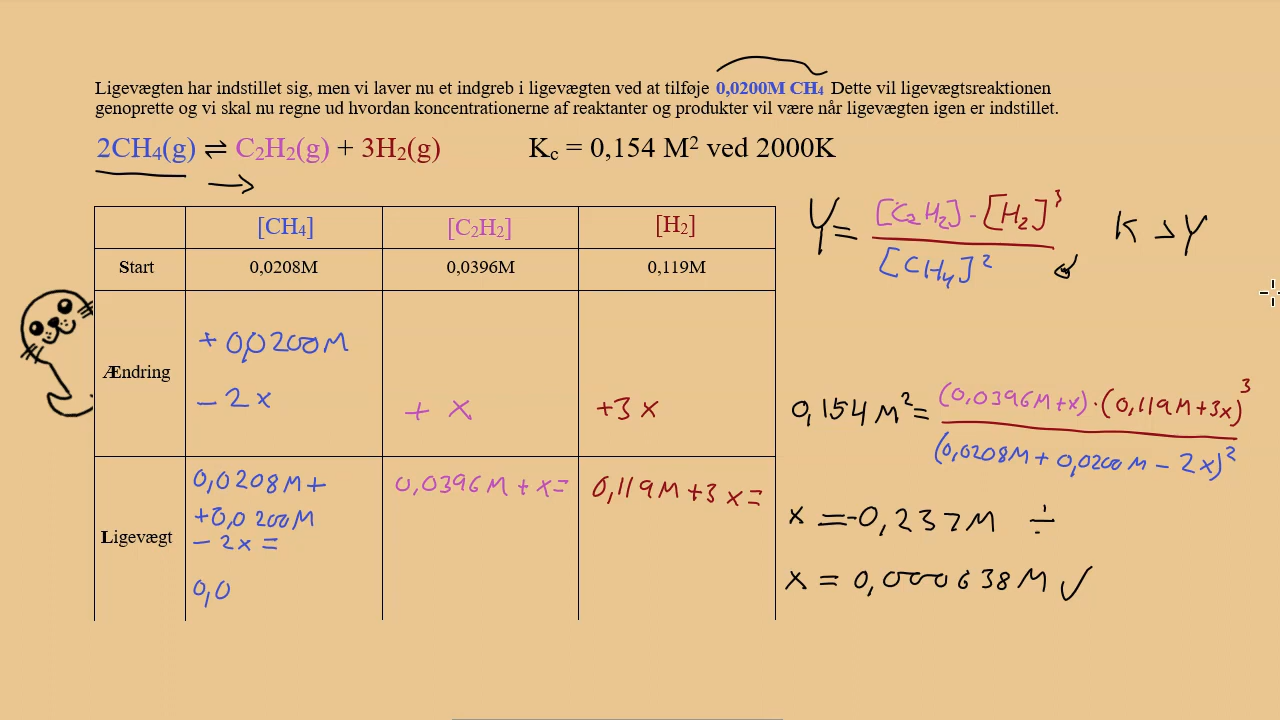 Ligevægten har indstillet sig, men vi laver nu et indgreb i ligevægten ved at tilføje 0,0200M CH₄ Dette vil ligevægtsreaktionen
genoprette og vi skal nu regne ud hvordan koncentrationerne af reaktanter og produkter vil være når ligevægten igen er indstillet.
2CH₄(g) ⇌ C₂H₂(g) + 3H₂(g) K꜀ = 0,154 M² ved 2000K
[CH₄] [C₂H₂] [H₂]
Start 0,0208M 0,0396M 0,119M
Ændring
+ 0,0200M
- 2x + x +3x
Ligevægt
0,0208M+ 0,0396M+x= 0,119M+3x=
+0,0200M
- 2x =
0,0
Y = [C₂H₂] · [H₂]³ / [CH₄]² K > Y
0,154M² = (0,0396M+x)·(0,119M+3x)³ / (0,0208M+0,0200M-2x)²
x = -0,237M ÷
x = 0,000638M ✓